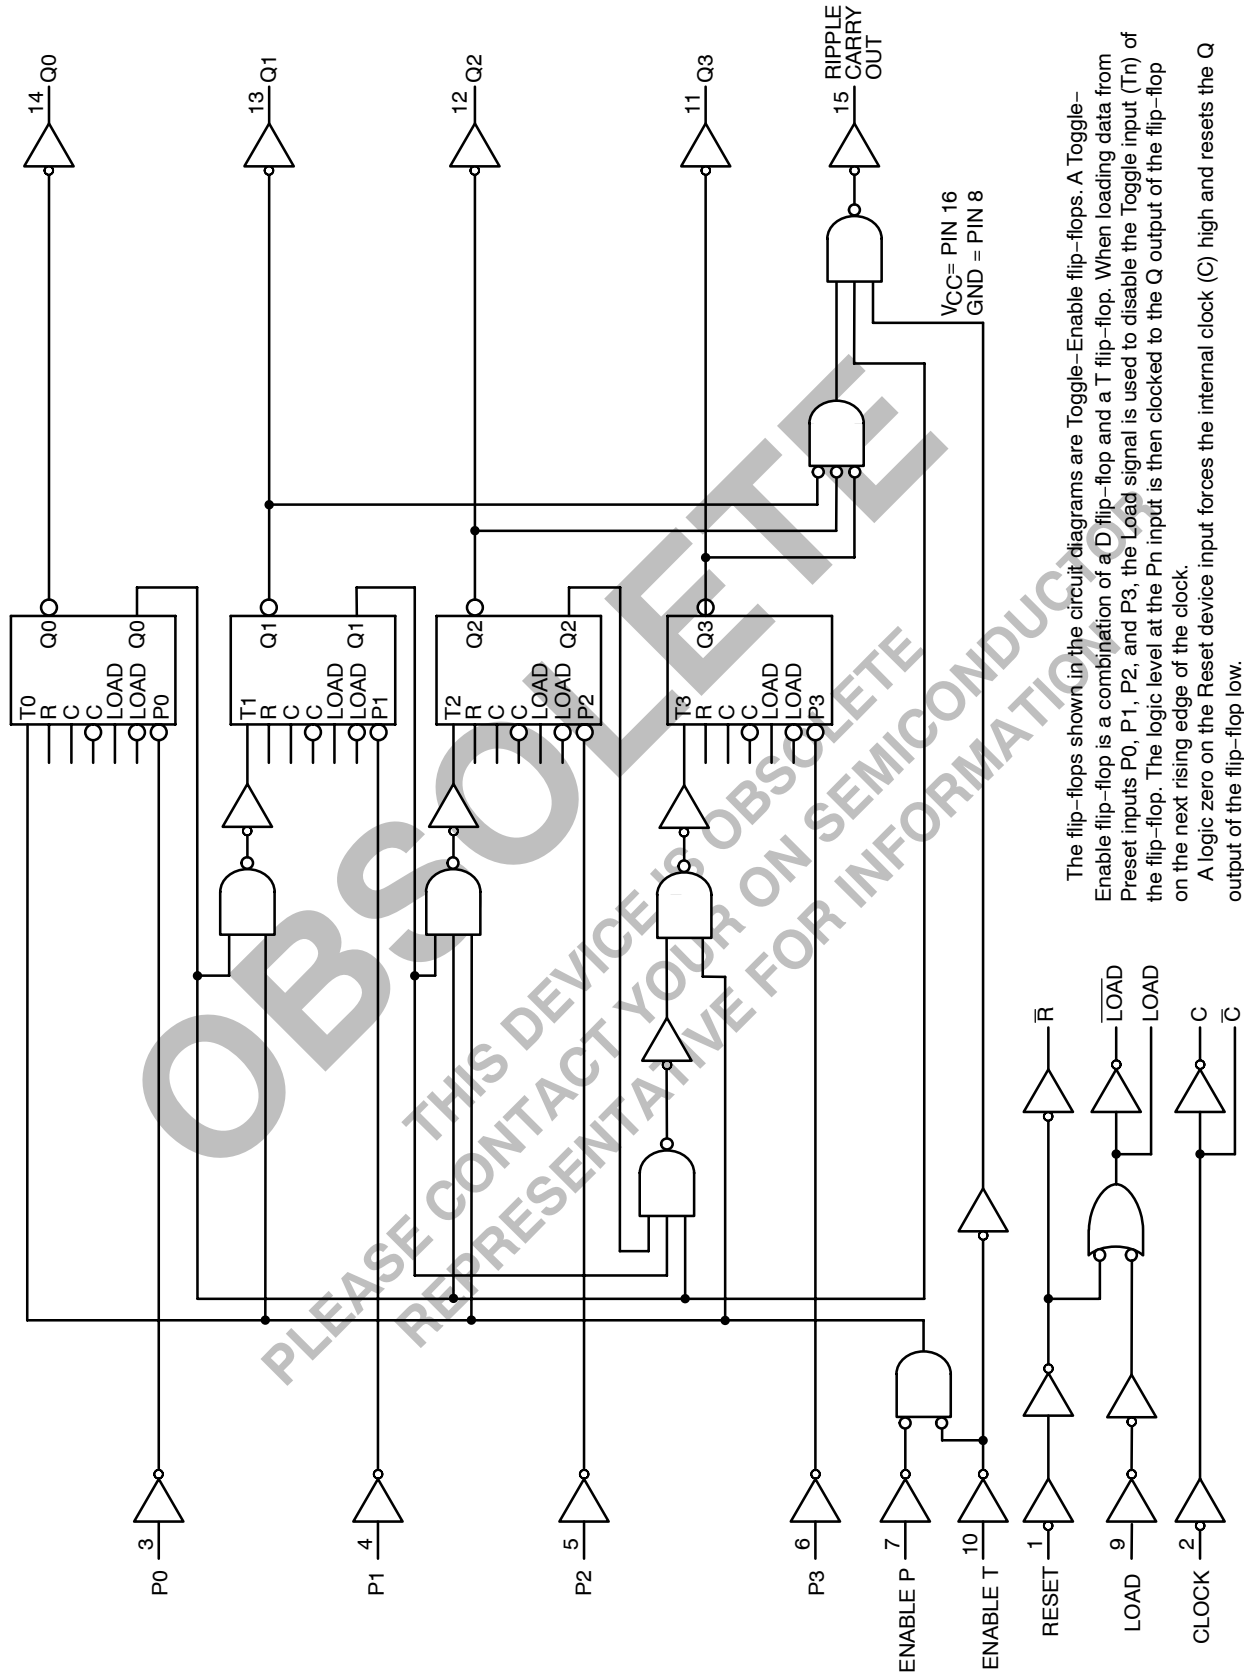 P0
3
P1
4
P2
5
P3
6
ENABLE P
7
ENABLE T
10
RESET
1
LOAD
9
CLOCK
2
T0
R
C
C
LOAD
LOAD
P0
Q0
Q0
T1
R
C
C
LOAD
LOAD
P1
Q1
Q1
T2
R
C
C
LOAD
LOAD
P2
Q2
Q2
T3
R
C
C
LOAD
LOAD
P3
Q3
14 Q0
13 Q1
12 Q2
11 Q3
15
RIPPLE
CARRY
OUT
VCC= PIN 16
GND = PIN 8
R̅
L̅O̅A̅D̅
LOAD
C
C̅
The flip−flops shown in the circuit diagrams are Toggle−Enable flip−flops. A Toggle−
Enable flip−flop is a combination of a D flip−flop and a T flip−flop. When loading data from
Preset inputs P0, P1, P2, and P3, the Load signal is used to disable the Toggle input (Tn) of
the flip−flop. The logic level at the Pn input is then clocked to the Q output of the flip−flop
on the next rising edge of the clock.
A logic zero on the Reset device input forces the internal clock (C) high and resets the Q
output of the flip−flop low.
OBSOLETE
THIS DEVICE IS OBSOLETE
PLEASE CONTACT YOUR ON SEMICONDUCTOR
REPRESENTATIVE FOR INFORMATION